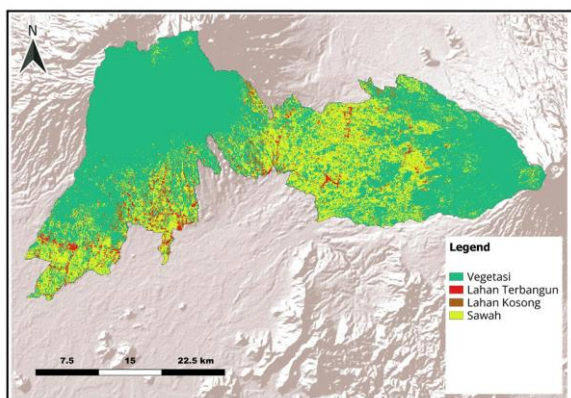 N
Legend
Vegetasi
Lahan Terbangun
Lahan Kosong
Sawah
7.5 15 22.5 km